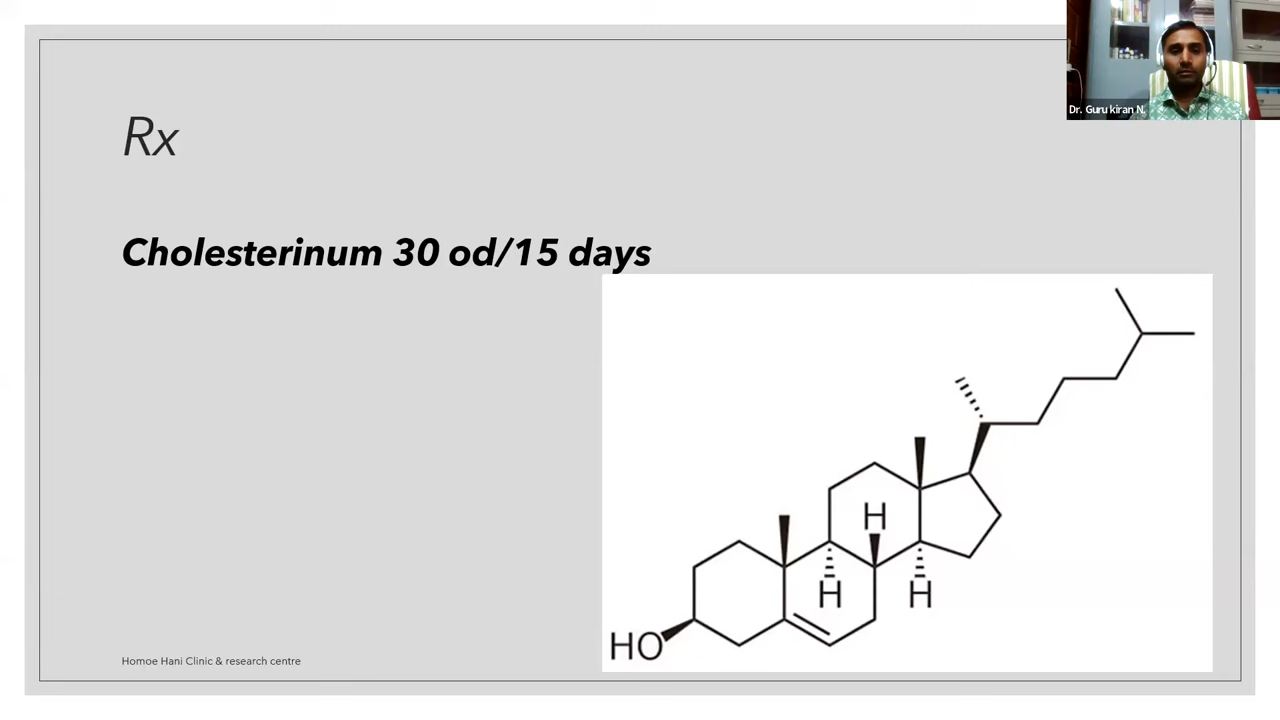 Dr. Guru kiran N.
Rx
Cholesterinum 30 od/15 days
H
H
H
HO
Homoe Hani Clinic & research centre